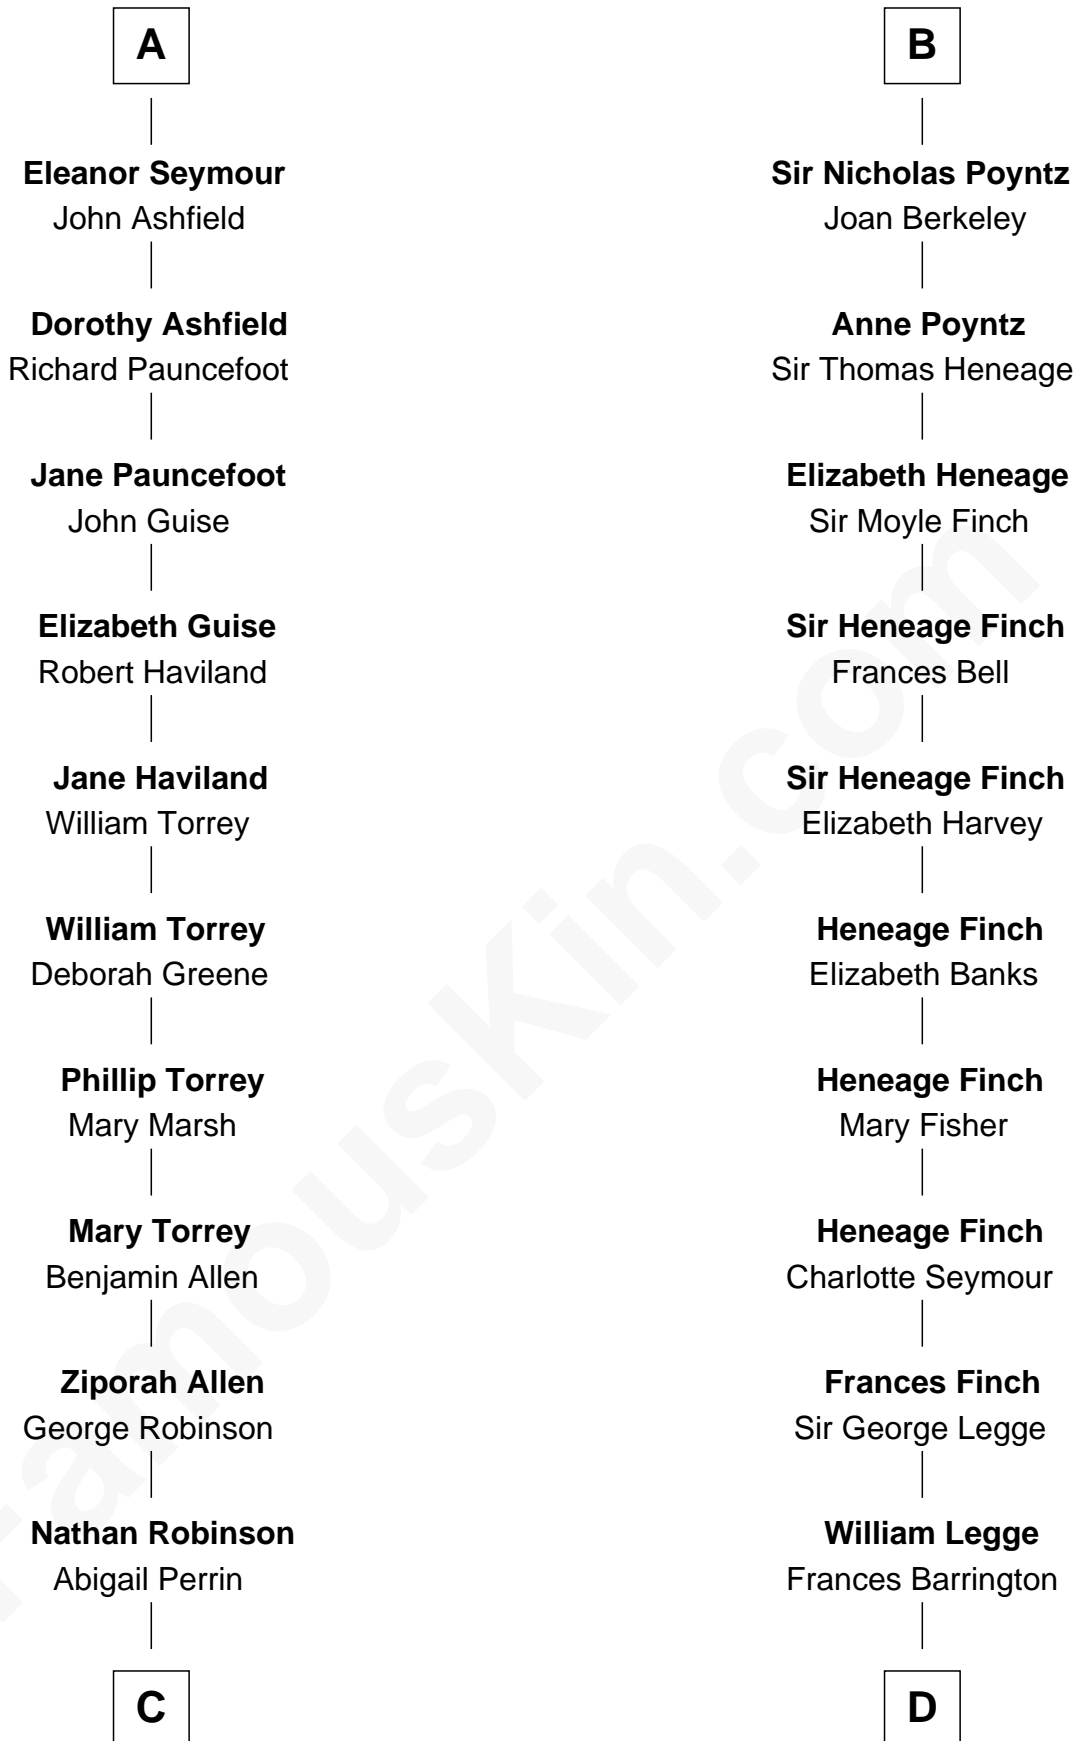 A
Eleanor Seymour
John Ashfield
Dorothy Ashfield
Richard Pauncefoot
Jane Pauncefoot
John Guise
Elizabeth Guise
Robert Haviland
Jane Haviland
William Torrey
William Torrey
Deborah Greene
Phillip Torrey
Mary Marsh
Mary Torrey
Benjamin Allen
Ziporah Allen
George Robinson
Nathan Robinson
Abigail Perrin
C
B
Sir Nicholas Poyntz
Joan Berkeley
Anne Poyntz
Sir Thomas Heneage
Elizabeth Heneage
Sir Moyle Finch
Sir Heneage Finch
Frances Bell
Sir Heneage Finch
Elizabeth Harvey
Heneage Finch
Elizabeth Banks
Heneage Finch
Mary Fisher
Heneage Finch
Charlotte Seymour
Frances Finch
Sir George Legge
William Legge
Frances Barrington
D
FamousKin.com